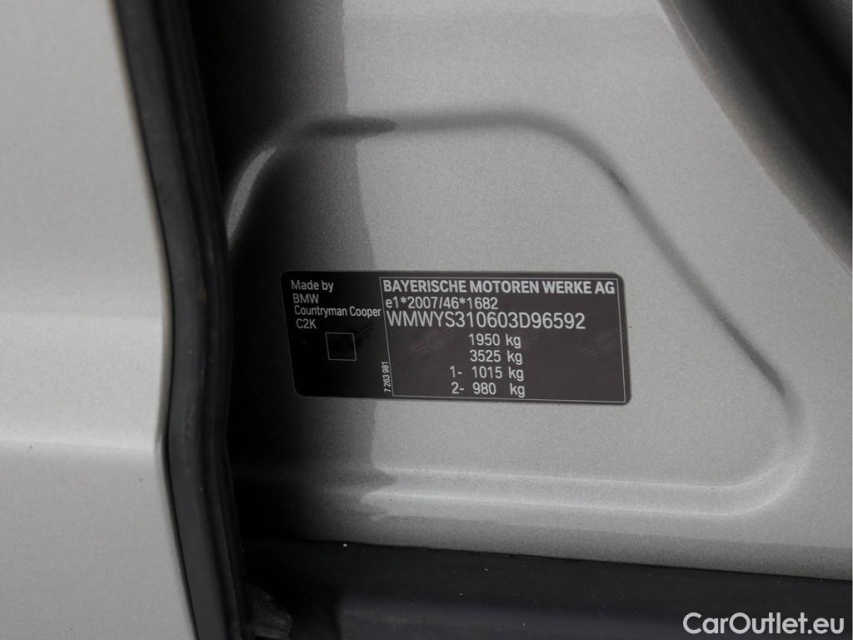 Made by
BMW
Countryman Cooper
C2K
7 263 981
BAYERISCHE MOTOREN WERKE AG
e1*2007/46*1682
WMWYS310603D96592
1950 kg
3525 kg
1- 1015 kg
2- 980 kg
CarOutlet.eu